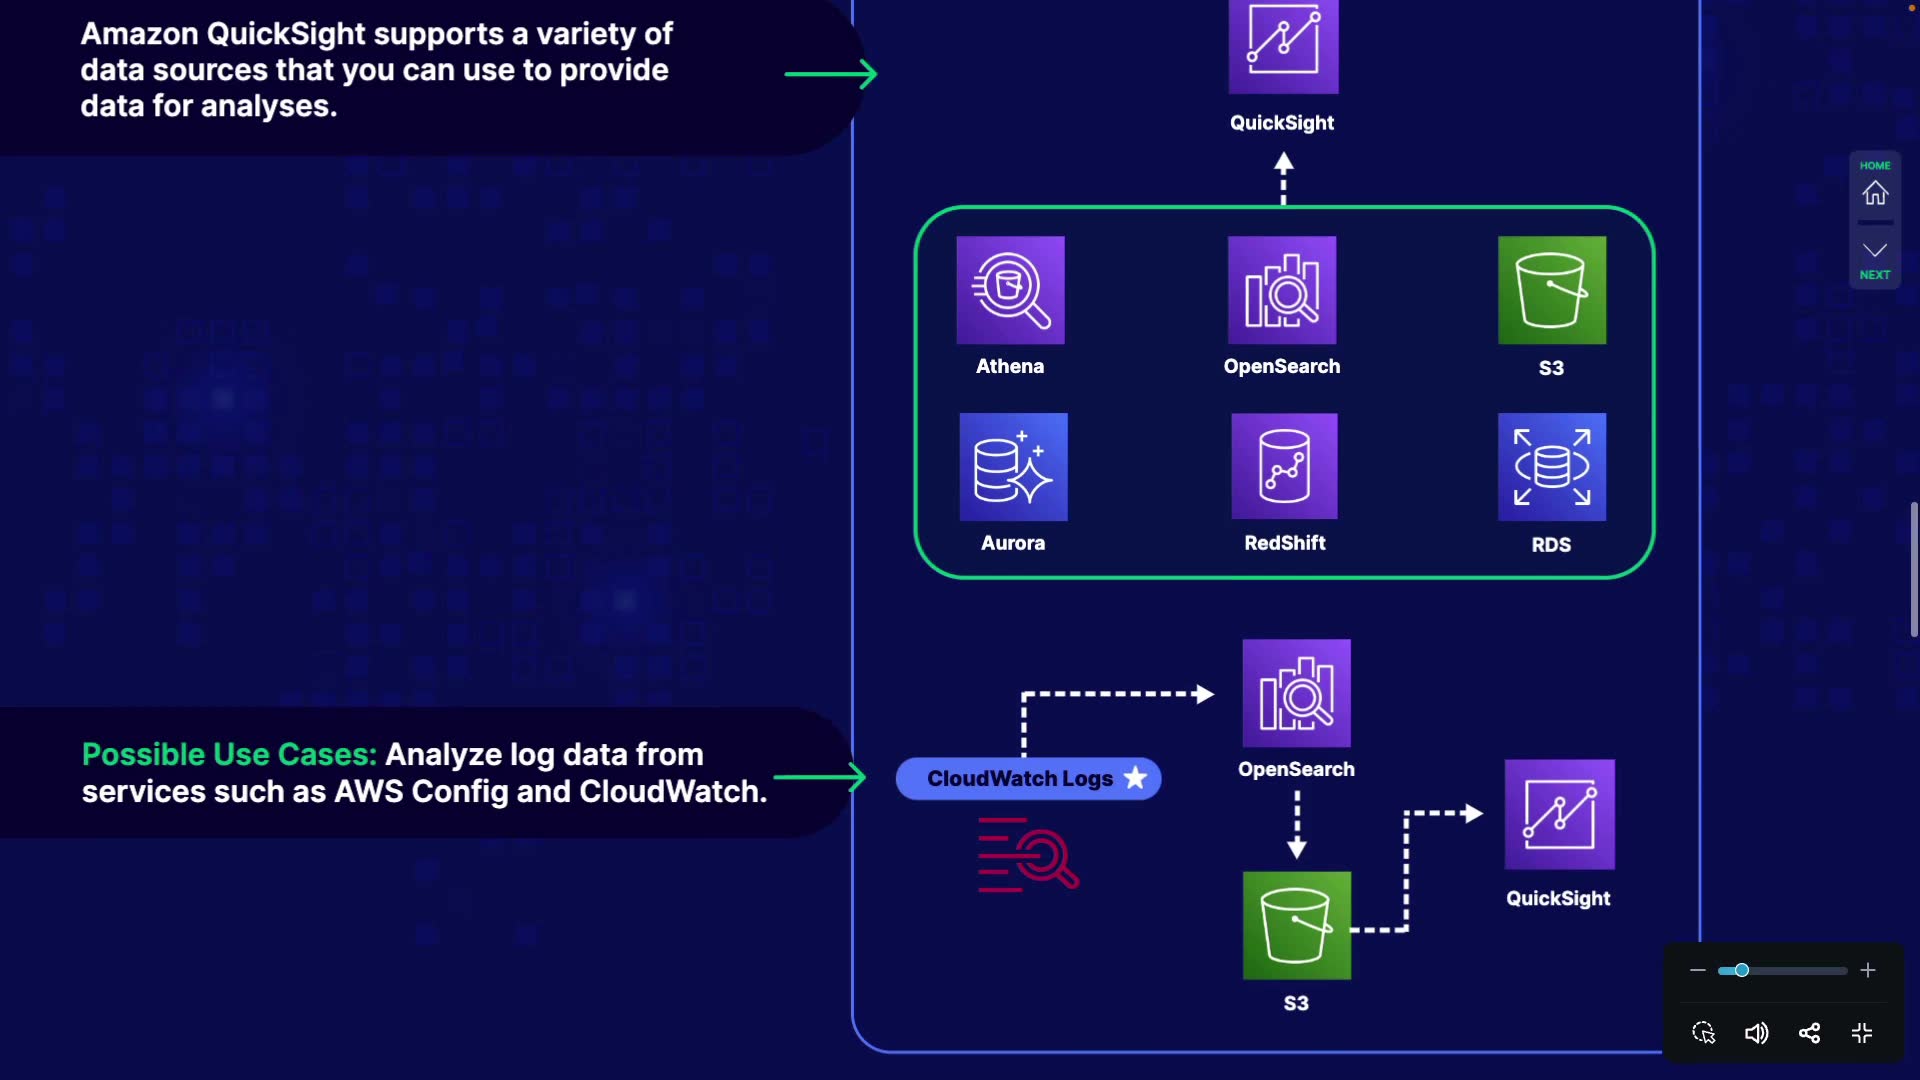 Amazon QuickSight supports a variety of
data sources that you can use to provide
data for analyses.
QuickSight
HOME
NEXT
Athena
OpenSearch
S3
Aurora
RedShift
RDS
Possible Use Cases: Analyze log data from
services such as AWS Config and CloudWatch.
CloudWatch Logs
OpenSearch
QuickSight
S3